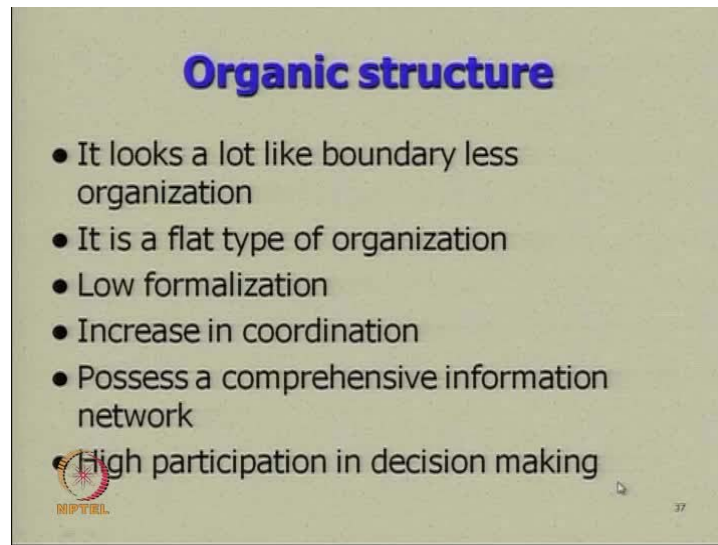 Organic structure
● It looks a lot like boundary less
organization
● It is a flat type of organization
● Low formalization
● Increase in coordination
● Possess a comprehensive information
network
● High participation in decision making
NPTEL
37